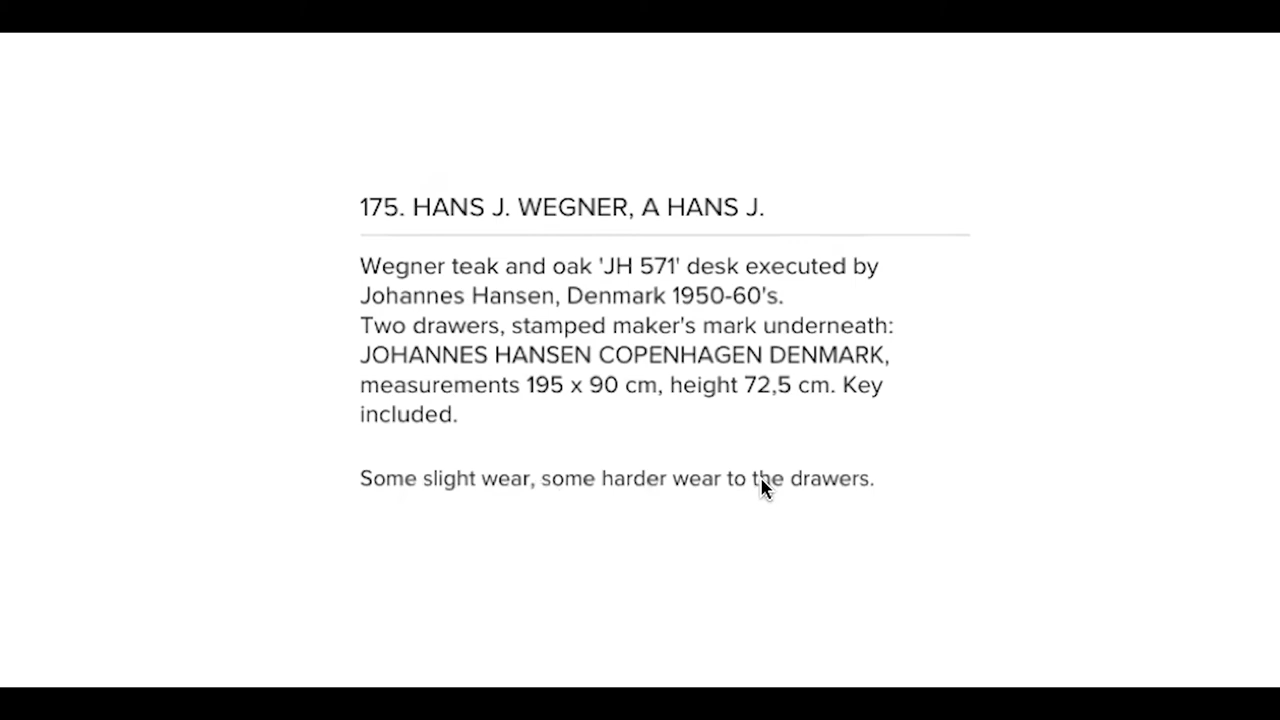 175. HANS J. WEGNER, A HANS J.
Wegner teak and oak 'JH 571' desk executed by
Johannes Hansen, Denmark 1950-60's.
Two drawers, stamped maker's mark underneath:
JOHANNES HANSEN COPENHAGEN DENMARK,
measurements 195 x 90 cm, height 72,5 cm. Key
included.
Some slight wear, some harder wear to the drawers.